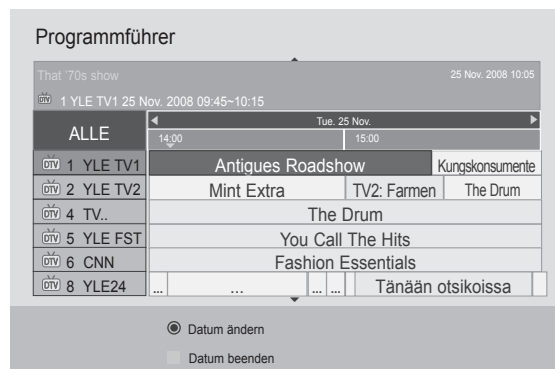 Programmführer
That '70s show 25 Nov. 2008 10:05
DTV 1 YLE TV1 25 Nov. 2008 09:45~10:15
ALLE
Tue. 25 Nov.
14:00 15:00
DTV 1 YLE TV1 Antigues Roadshow Kungskonsumente
DTV 2 YLE TV2 Mint Extra TV2: Farmen The Drum
DTV 4 TV.. The Drum
DTV 5 YLE FST You Call The Hits
DTV 6 CNN Fashion Essentials
DTV 8 YLE24 ... ... ... ... Tänään otsikoissa
Datum ändern
Datum beenden